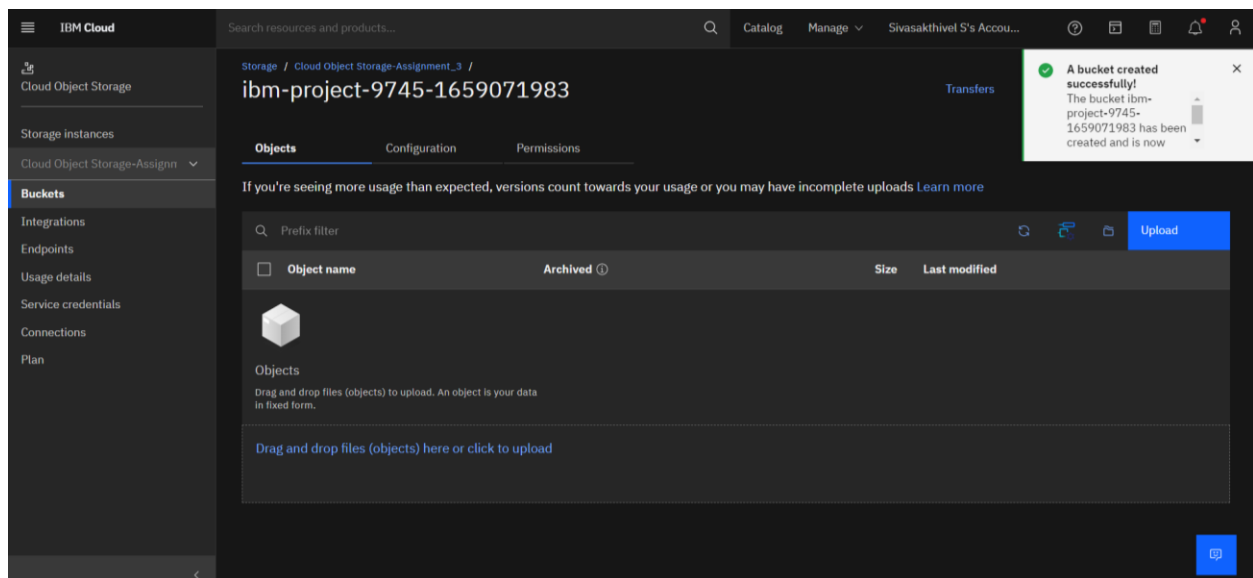 IBM Cloud
Search resources and products...
Catalog
Manage
Sivasakthivel S's Accou...
Cloud Object Storage
Storage instances
Cloud Object Storage-Assignn
Buckets
Integrations
Endpoints
Usage details
Service credentials
Connections
Plan
Storage / Cloud Object Storage-Assignment_3 /
ibm-project-9745-1659071983
Transfers
A bucket created
successfully!
The bucket ibm-
project-9745-
1659071983 has been
created and is now
Objects
Configuration
Permissions
If you're seeing more usage than expected, versions count towards your usage or you may have incomplete uploads Learn more
Prefix filter
Upload
Object name
Archived
Size
Last modified
Objects
Drag and drop files (objects) to upload. An object is your data
in fixed form.
Drag and drop files (objects) here or click to upload